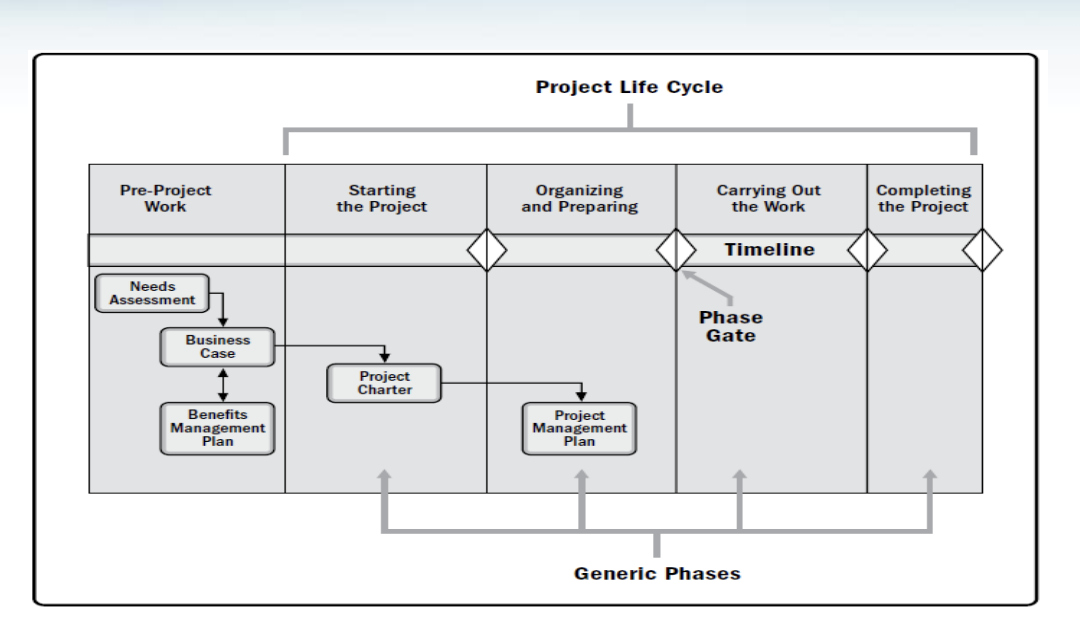 Project Life Cycle
Pre-Project
Work
Starting
the Project
Organizing
and Preparing
Carrying Out
the Work
Completing
the Project
Timeline
Needs
Assessment
Business
Case
Benefits
Management
Plan
Project
Charter
Project
Management
Plan
Phase
Gate
Generic Phases